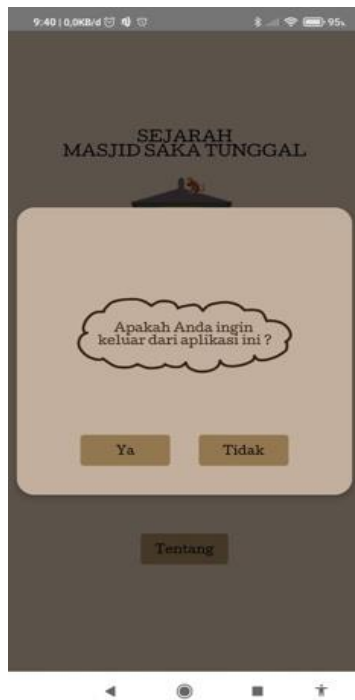 9:40 | 0,0KB/d
95%
SEJARAH
MASJID SAKA TUNGGAL
Apakah Anda ingin
keluar dari aplikasi ini ?
Ya Tidak
Tentang